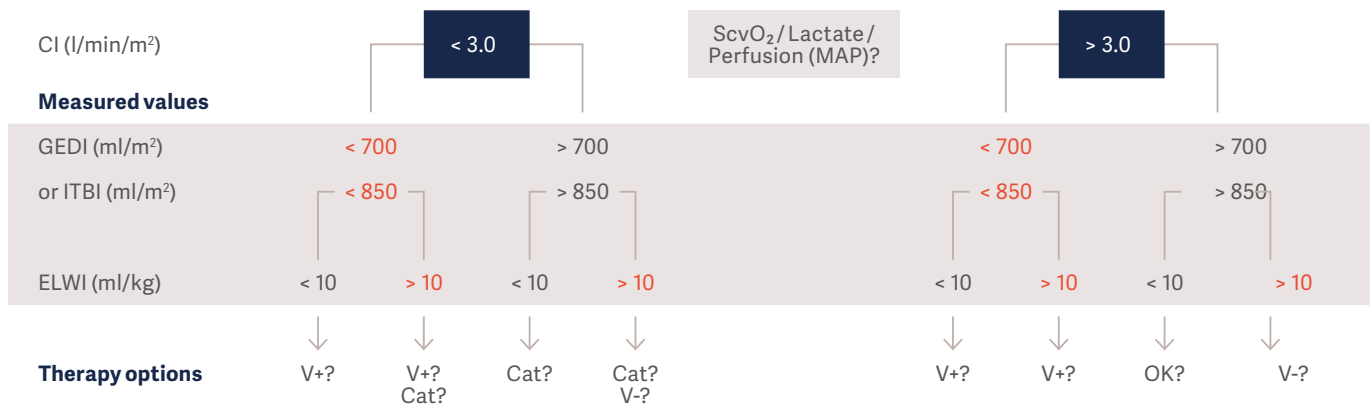 CI (l/min/m²) < 3.0 ScvO₂ / Lactate / > 3.0
Perfusion (MAP)?
Measured values
GEDI (ml/m²) < 700 > 700 < 700 > 700
or ITBI (ml/m²) < 850 > 850 < 850 > 850
ELWI (ml/kg) < 10 > 10 < 10 > 10 < 10 > 10 < 10 > 10
Therapy options V+? V+? Cat? Cat? V+? V+? OK? V-?
Cat? V-?